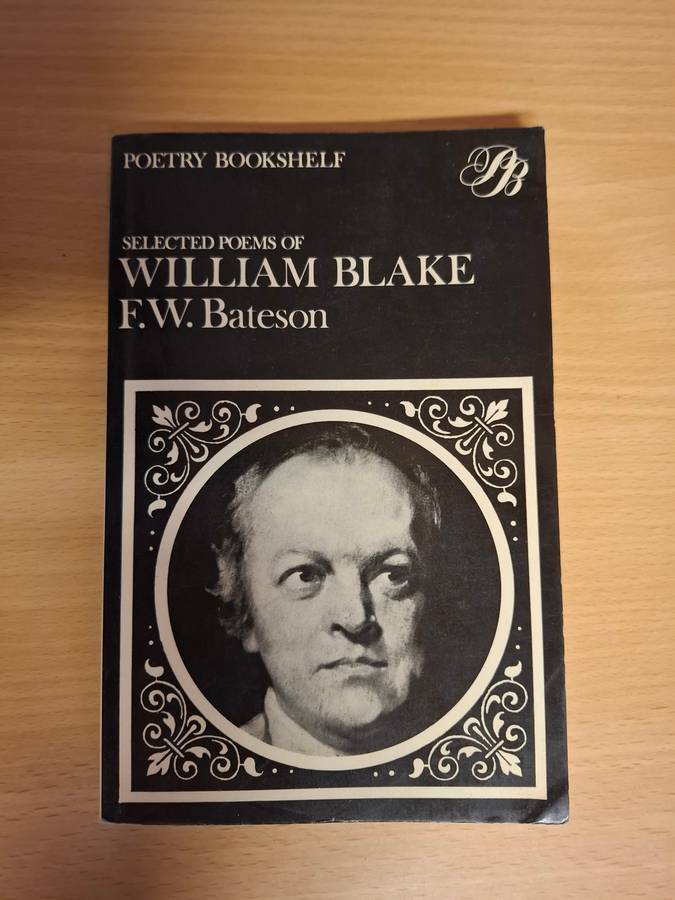 POETRY BOOKSHELF
PB
SELECTED POEMS OF
WILLIAM BLAKE
F.W. Bateson